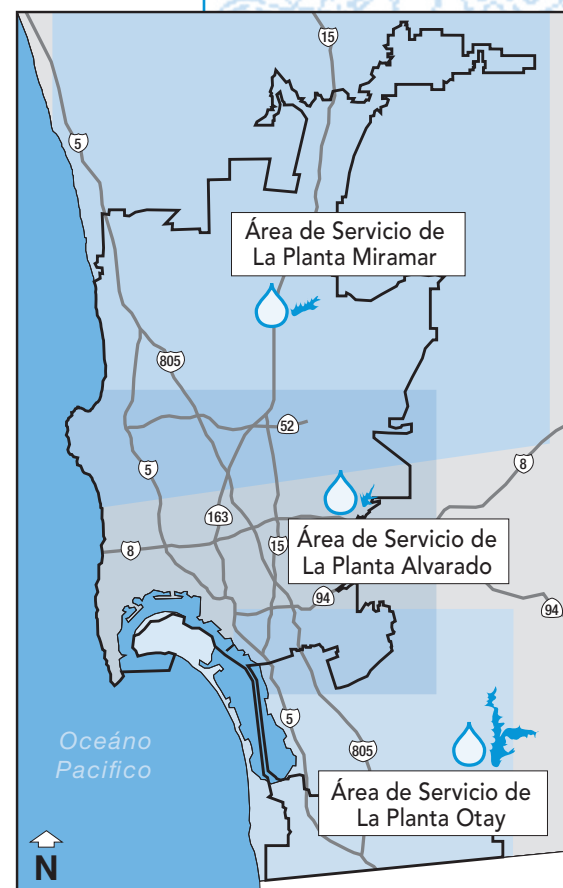 15
5
Área de Servicio de
La Planta Miramar
805
52
5
8
163
Área de Servicio de
La Planta Alvarado
15
8
94
94
5
Oceáno
Pacifico
805
Área de Servicio de
La Planta Otay
N